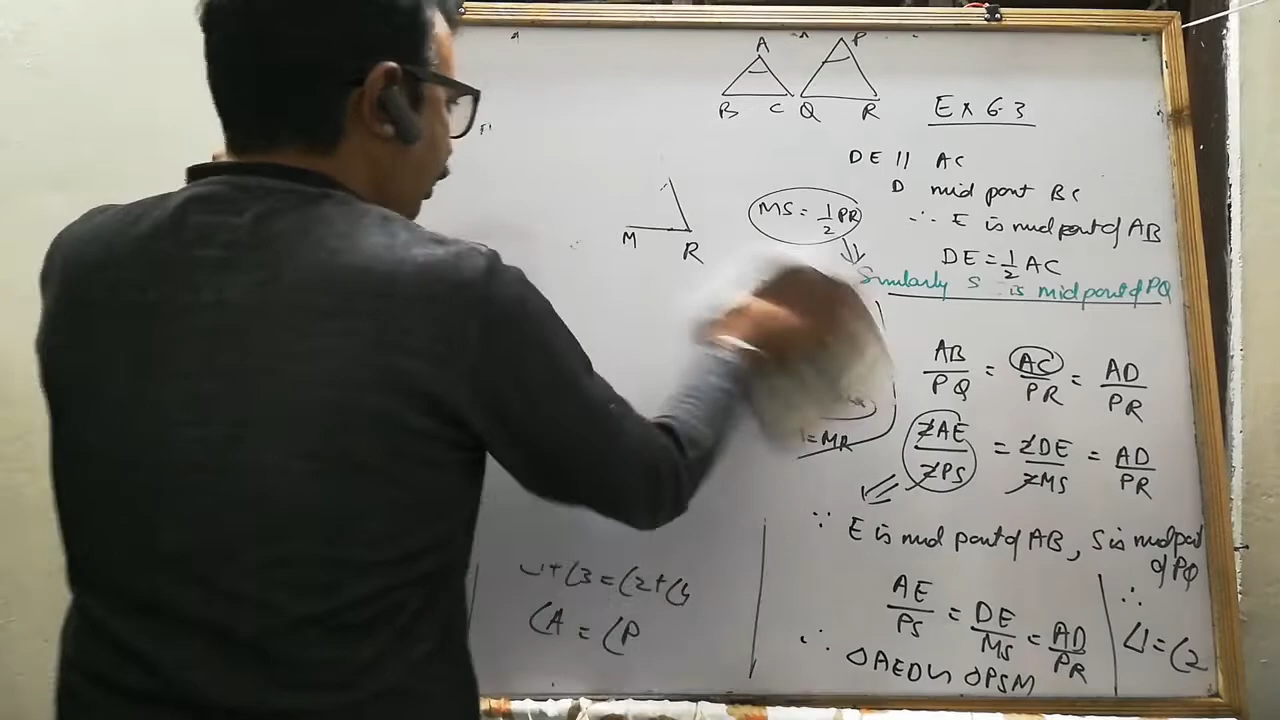 A P
B C Q R
Ex 6.3
DE || AC
D mid point BC
∴ E is mid point of AB
DE = 1/2 AC
M R
MS = 1/2 PR
Similarly S is mid point of PQ
AB/PQ = AC/PR = AD/PR
= MR
2AE/2PS = 2DE/2MS = AD/PR
∵ E is mid point of AB, S is mid point
of PQ
AE/PS = DE/MS = AD/PR
∴ ∆AED ~ ∆PSM
∴
∠1 = ∠2
+∠3 = ∠2+∠4
∠A = ∠P